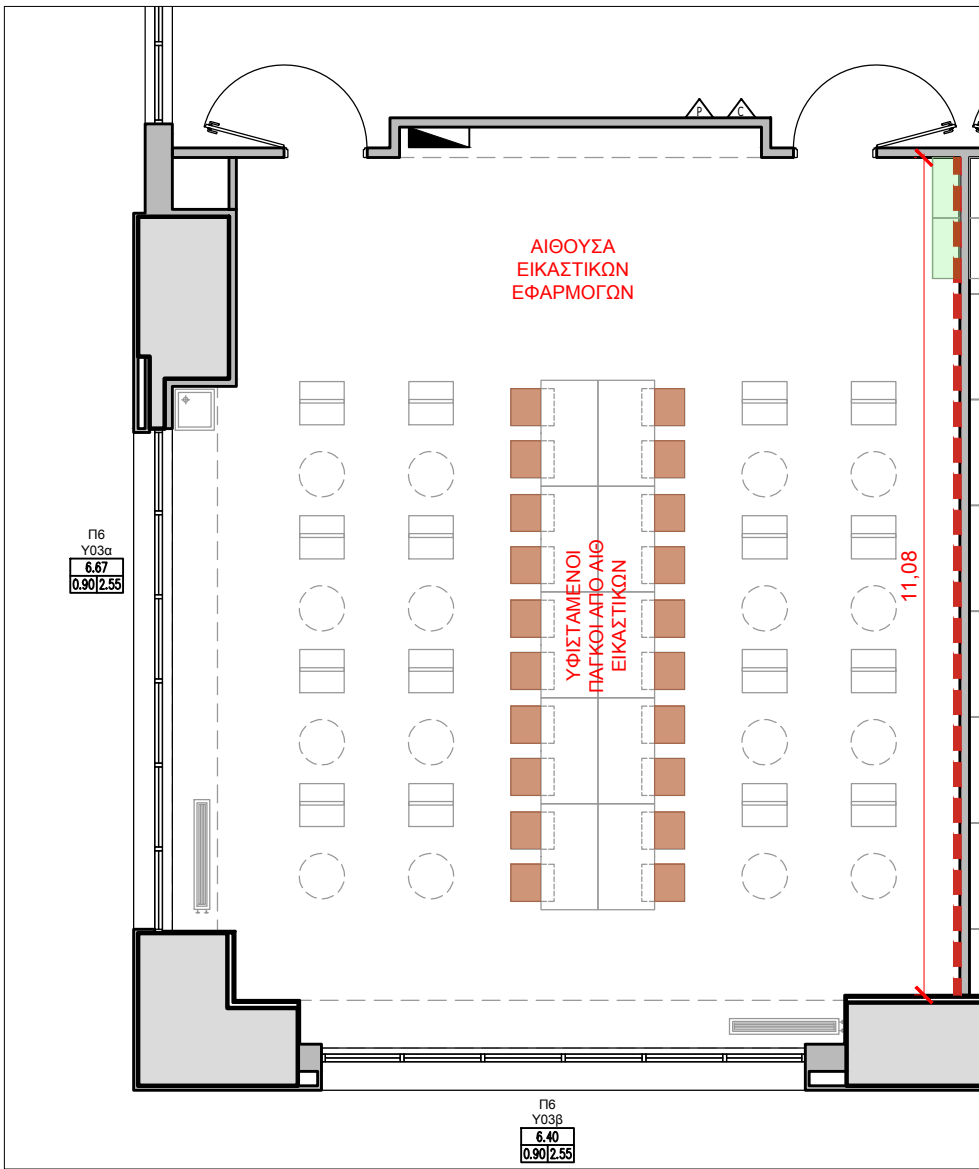 P
C
ΑΙΘΟΥΣΑ
ΕΙΚΑΣΤΙΚΩΝ
ΕΦΑΡΜΟΓΩΝ
Π6
Υ03α
6.67
0.90 2.55
ΥΦΙΣΤΑΜΕΝΟΙ
ΠΑΓΚΟΙ ΑΠΟ ΑΙΘ
ΕΙΚΑΣΤΙΚΩΝ
11,08
Π6
Υ03β
6.40
0.90 2.55